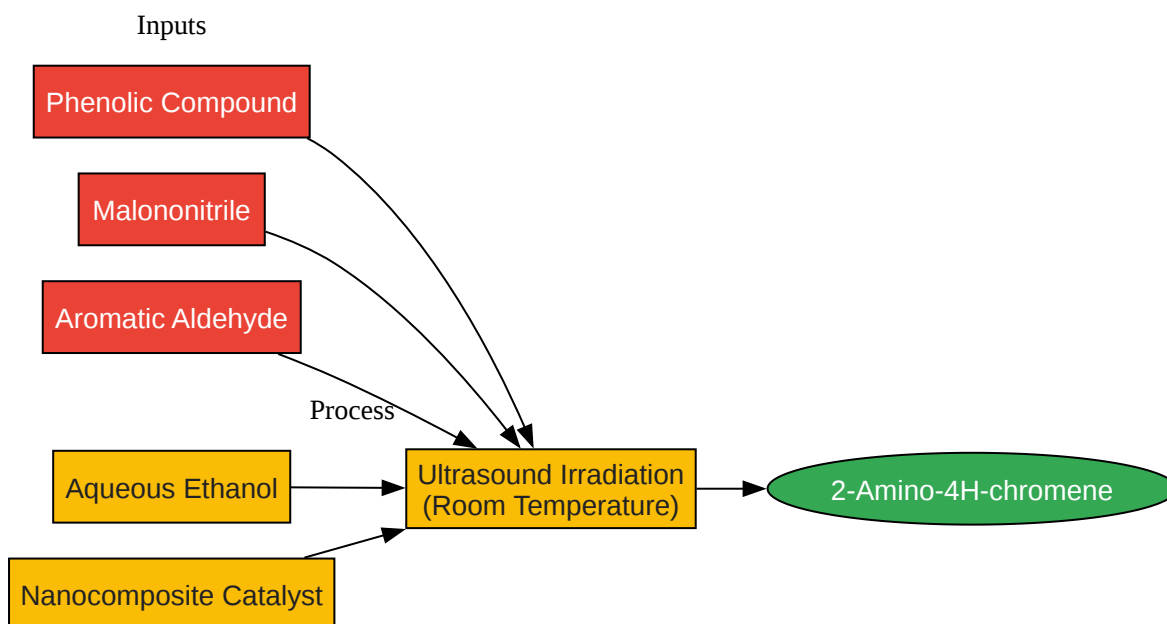 Inputs
Phenolic Compound
Malononitrile
Aromatic Aldehyde
Process
Aqueous Ethanol
Nanocomposite Catalyst
Ultrasound Irradiation
(Room Temperature)
2-Amino-4H-chromene